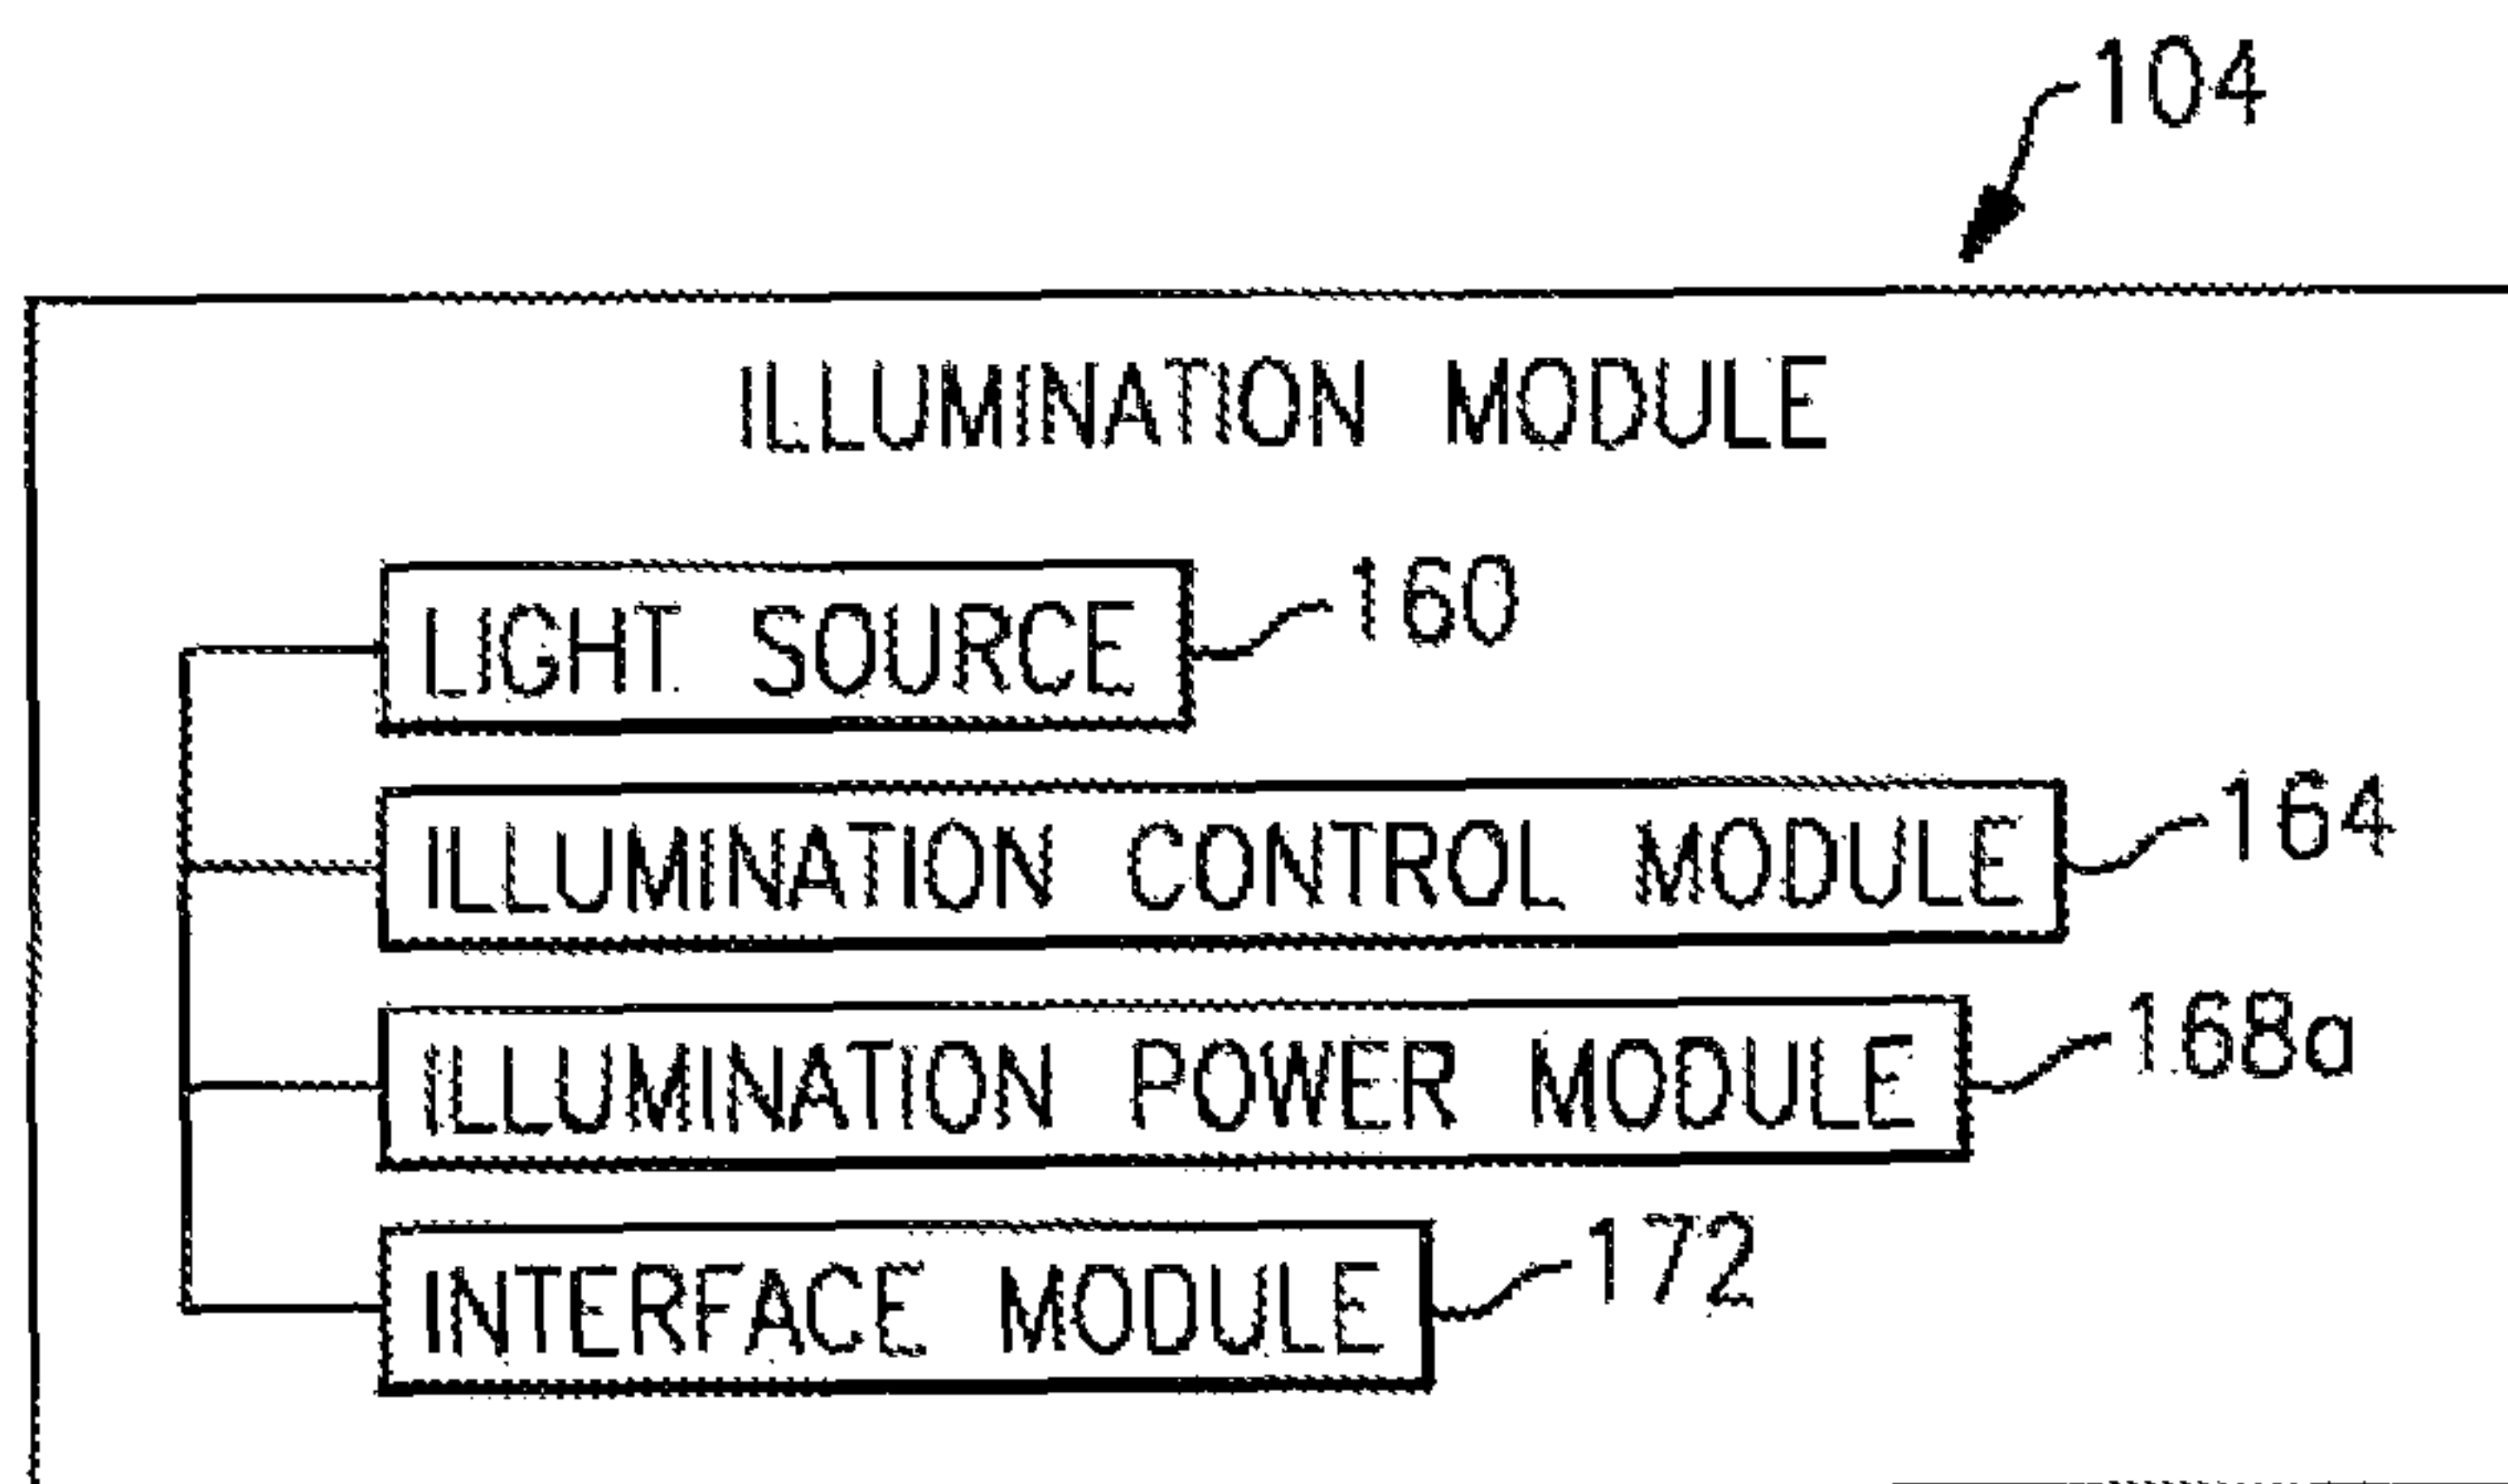 104
ILLUMINATION MODULE
LIGHT SOURCE 160
ILLUMINATION CONTROL MODULE 164
ILLUMINATION POWER MODULE 168a
INTERFACE MODULE 172